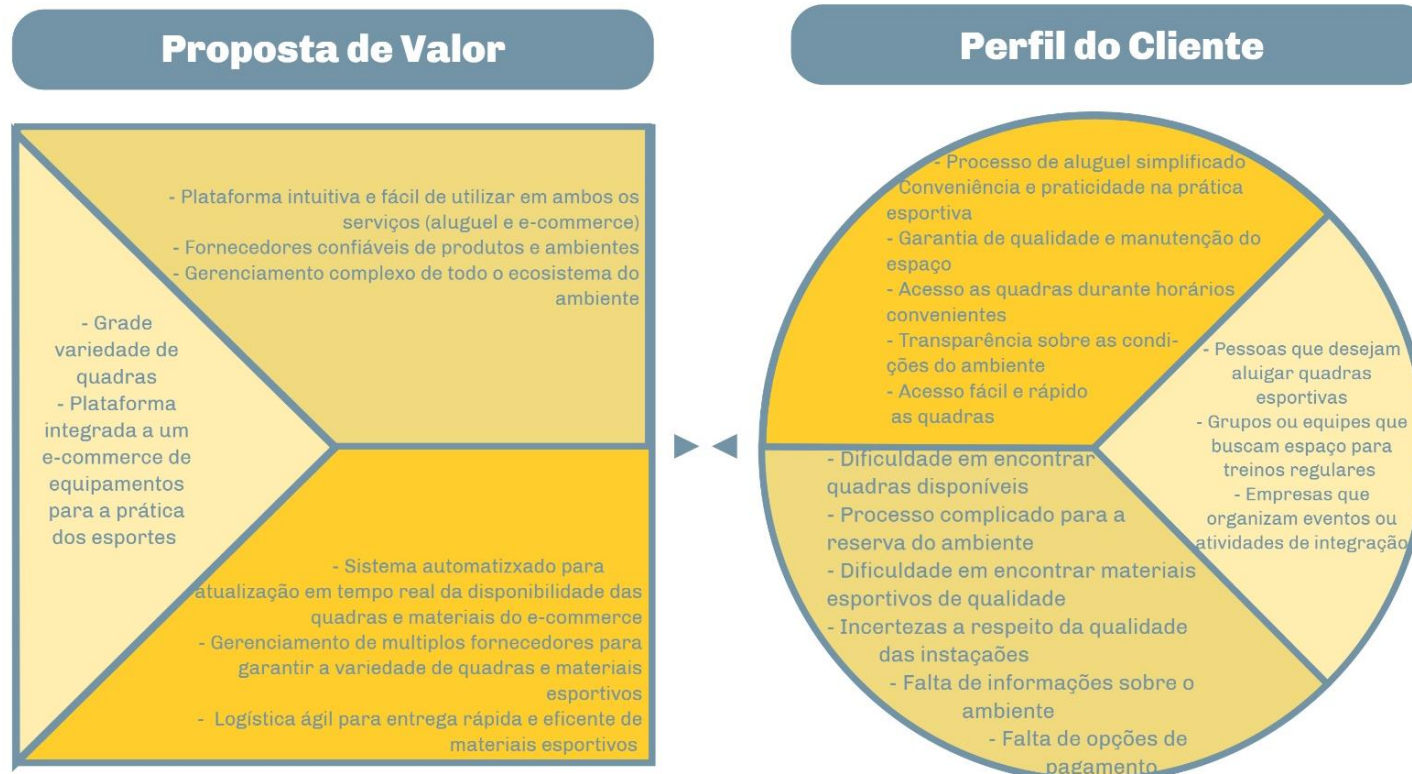 Proposta de Valor
- Plataforma intuitiva e fácil de utilizar em ambos os
serviços (aluguel e e-commerce)
- Fornecedores confiáveis de produtos e ambientes
- Gerenciamento complexo de todo o ecosistema do
ambiente
- Grade
variedade de
quadras
- Plataforma
integrada a um
e-commerce de
equipamentos
para a prática
dos esportes
- Sistema automatizxado para
atualização em tempo real da disponibilidade das
quadras e materiais do e-commerce
- Gerenciamento de multiplos fornecedores para
garantir a variedade de quadras e materiais
esportivos
- Logística ágil para entrega rápida e eficente de
materiais esportivos
Perfil do Cliente
- Processo de aluguel simplificado
Conveniência e praticidade na prática
esportiva
- Garantia de qualidade e manutenção do
espaço
- Acesso as quadras durante horários
convenientes
- Transparência sobre as condi-
ções do ambiente
- Acesso fácil e rápido
as quadras
- Pessoas que desejam
aluigar quadras
esportivas
- Grupos ou equipes que
buscam espaço para
treinos regulares
- Empresas que
organizam eventos ou
atividades de integração
- Dificuldade em encontrar
quadras disponíveis
- Processo complicado para a
reserva do ambiente
- Dificuldade em encontrar materiais
esportivos de qualidade
- Incertezas a respeito da qualidade
das instaçaões
- Falta de informações sobre o
ambiente
- Falta de opções de
pagamento